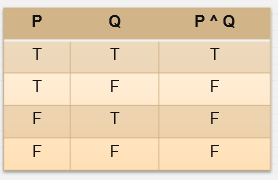 P Q P ^ Q
T T T
T F F
F T F
F F F